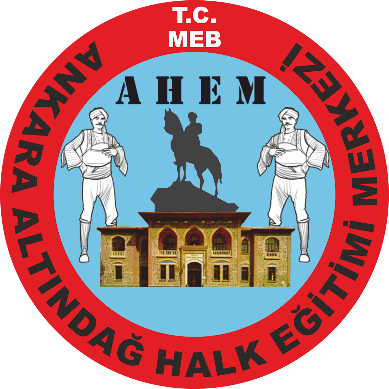 T.C.
MEB
AHEM
ANKARA ALTINDAĞ HALK EĞİTİMİ MERKEZİ